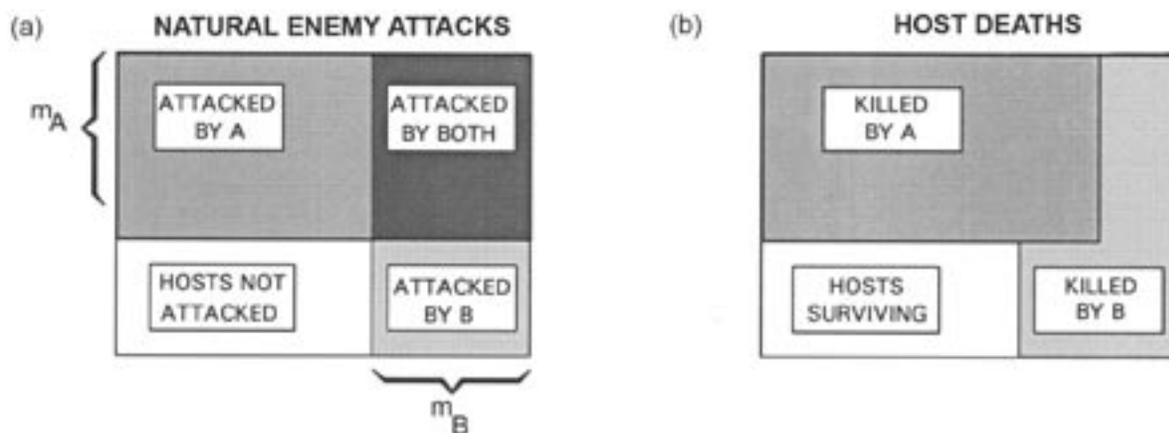 (a) NATURAL ENEMY ATTACKS
ATTACKED
BY A
ATTACKED
BY BOTH
mA
HOSTS NOT
ATTACKED
ATTACKED
BY B
mB
(b) HOST DEATHS
KILLED
BY A
HOSTS
SURVIVING
KILLED
BY B